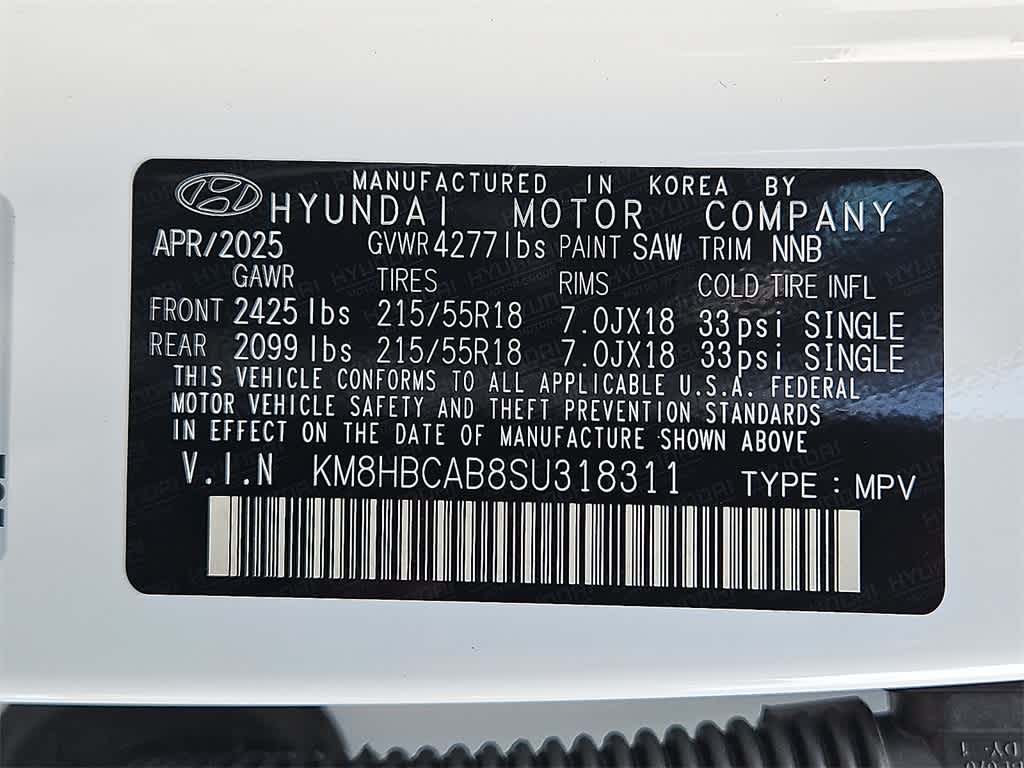 MANUFACTURED IN KOREA BY
HYUNDAI MOTOR COMPANY
APR/2025 GVWR 4277 lbs PAINT SAW TRIM NNB
GAWR TIRES RIMS COLD TIRE INFL
FRONT 2425 lbs 215/55R18 7.0JX18 33psi SINGLE
REAR 2099 lbs 215/55R18 7.0JX18 33psi SINGLE
THIS VEHICLE CONFORMS TO ALL APPLICABLE U.S.A. FEDERAL
MOTOR VEHICLE SAFETY AND THEFT PREVENTION STANDARDS
IN EFFECT ON THE DATE OF MANUFACTURE SHOWN ABOVE
V.I.N KM8HBCAB8SU318311 TYPE : MPV